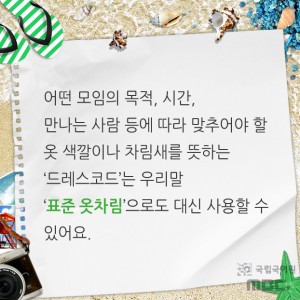 어떤 모임의 목적, 시간,
만나는 사람 등에 따라 맞추어야 할
옷 색깔이나 차림새를 뜻하는
‘드레스코드’는 우리말
‘표준 옷차림’으로도 대신 사용할 수
있어요.
국립국어원
MBC